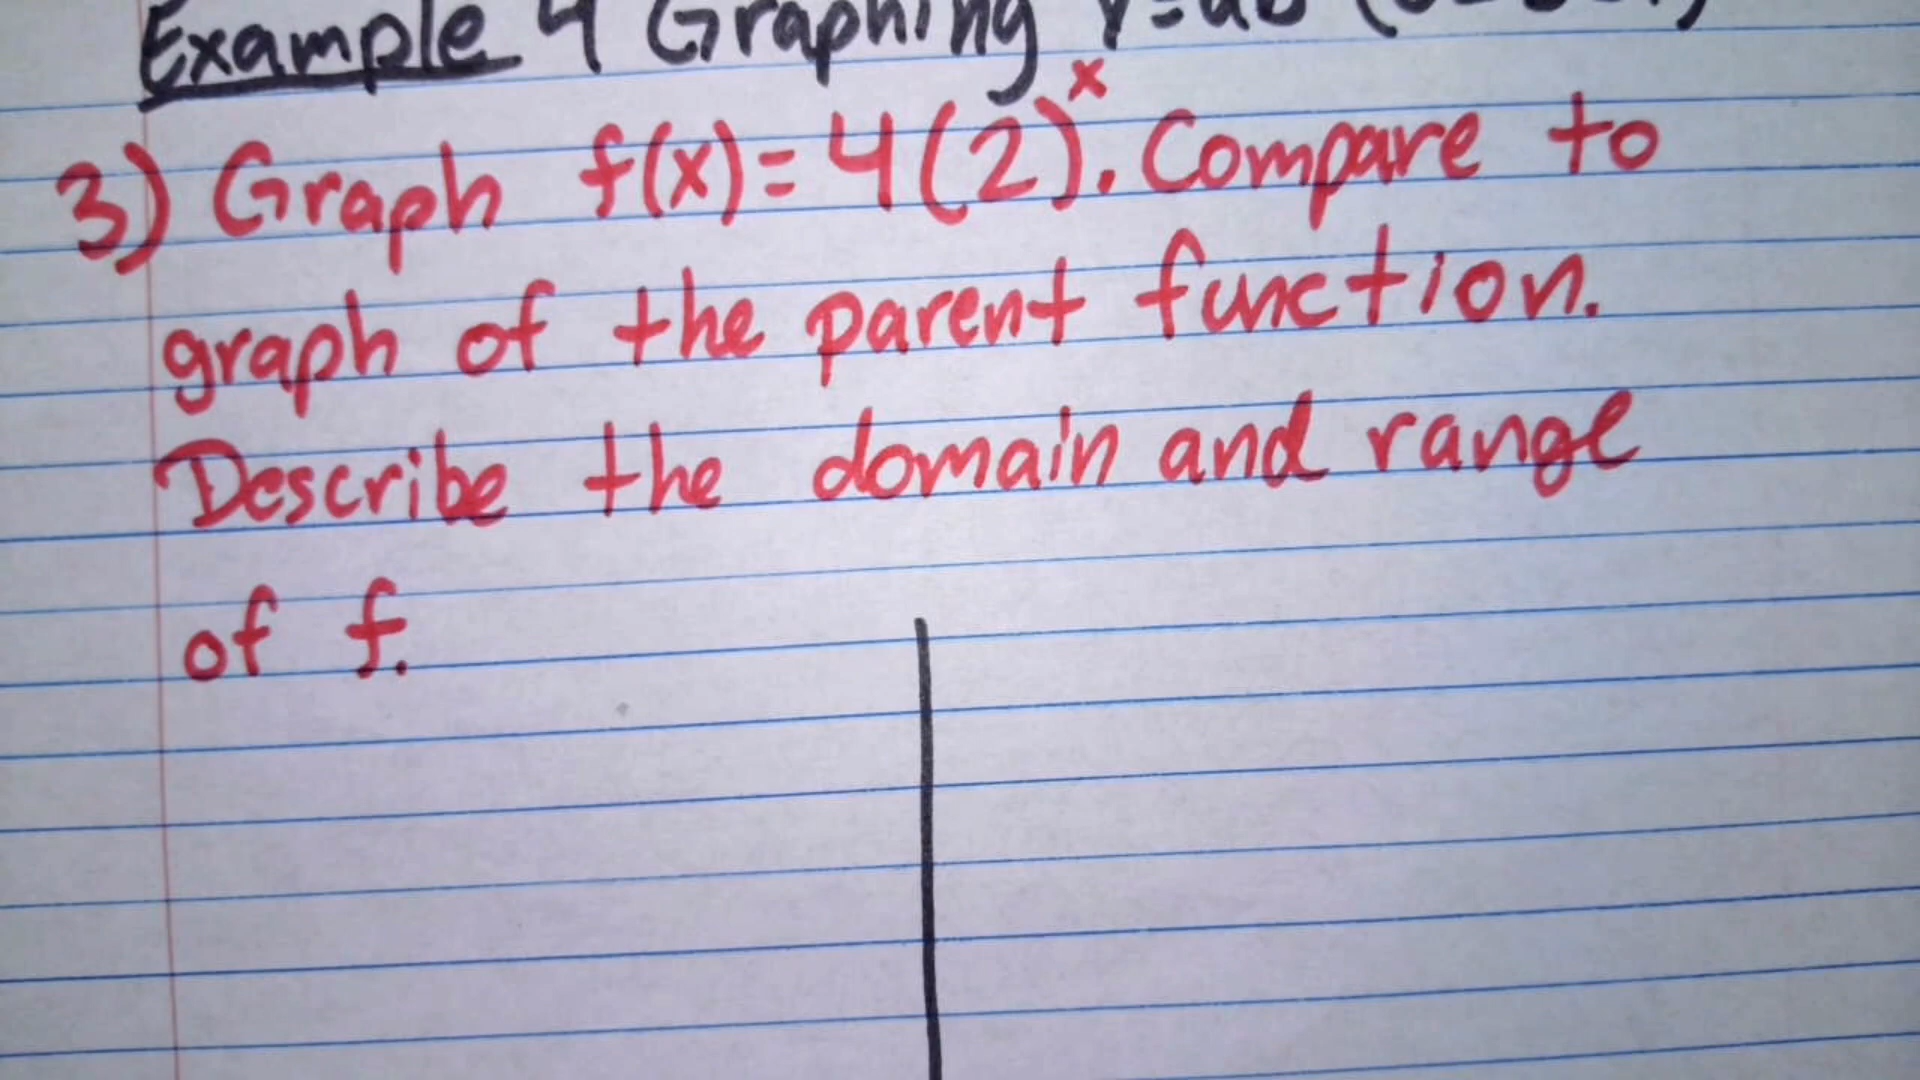 Example 4 Graphing y=ab
3) Graph f(x)=4(2)ˣ. Compare to
graph of the parent function.
Describe the domain and range
of f.